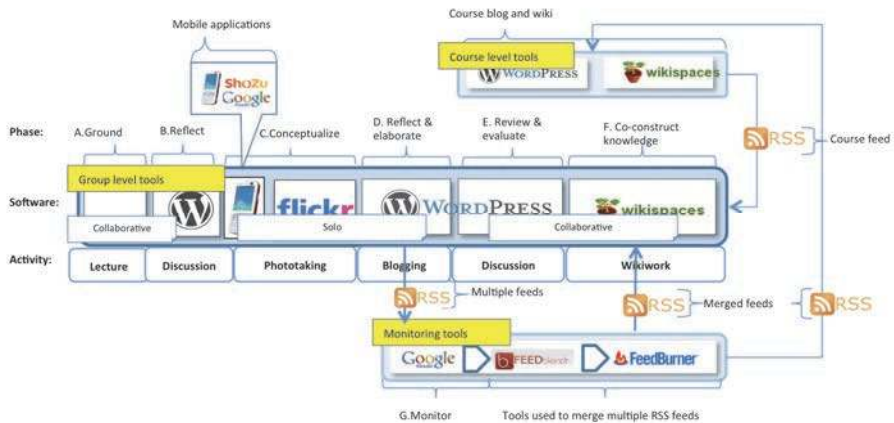 Mobile applications
Course blog and wiki
Course level tools
WORDPRESS
wikispaces
ShoZu
Google
Phase:
A.Ground
B.Reflect
C.Conceptualize
D. Reflect &
elaborate
E. Review &
evaluate
F. Co-construct
knowledge
RSS
Course feed
Group level tools
Software:
flickr
WORDPRESS
wikispaces
Collaborative
Solo
Collaborative
Activity:
Lecture
Discussion
Phototaking
Blogging
Discussion
Wikiwork
RSS
Multiple feeds
RSS
Merged feeds
RSS
Monitoring tools
Google
FEED
FeedBurner
G.Monitor
Tools used to merge multiple RSS feeds